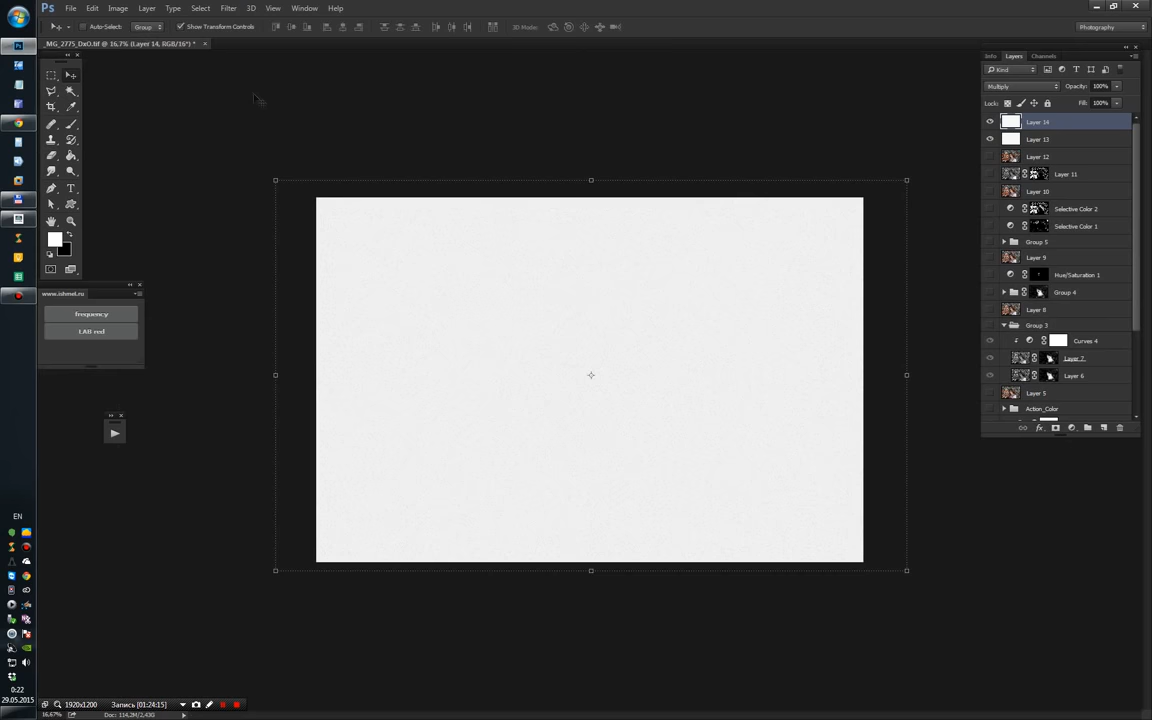 Ps File Edit Image Layer Type Select Filter 3D View Window Help
Auto-Select: Group Show Transform Controls 3D Mode: Photography
_MG_2775_DxO.tif @ 16,7% (Layer 14, RGB/16*) * ×
Info Layers Channels
Kind
Multiply Opacity: 100%
Lock: Fill: 100%
Layer 14
Layer 13
Layer 12
Layer 11
Layer 10
Selective Color 2
Selective Color 1
Group 5
Layer 9
Hue/Saturation 1
Group 4
Layer 8
Group 3
Curves 4
Layer 7
Layer 6
Layer 5
Action_Color
www.ishmel.ru
frequency
LAB red
EN
0:22
29.05.2015
1920x1200 Запись [01:24:15]
16,67% Doc: 114,2M/2,43G